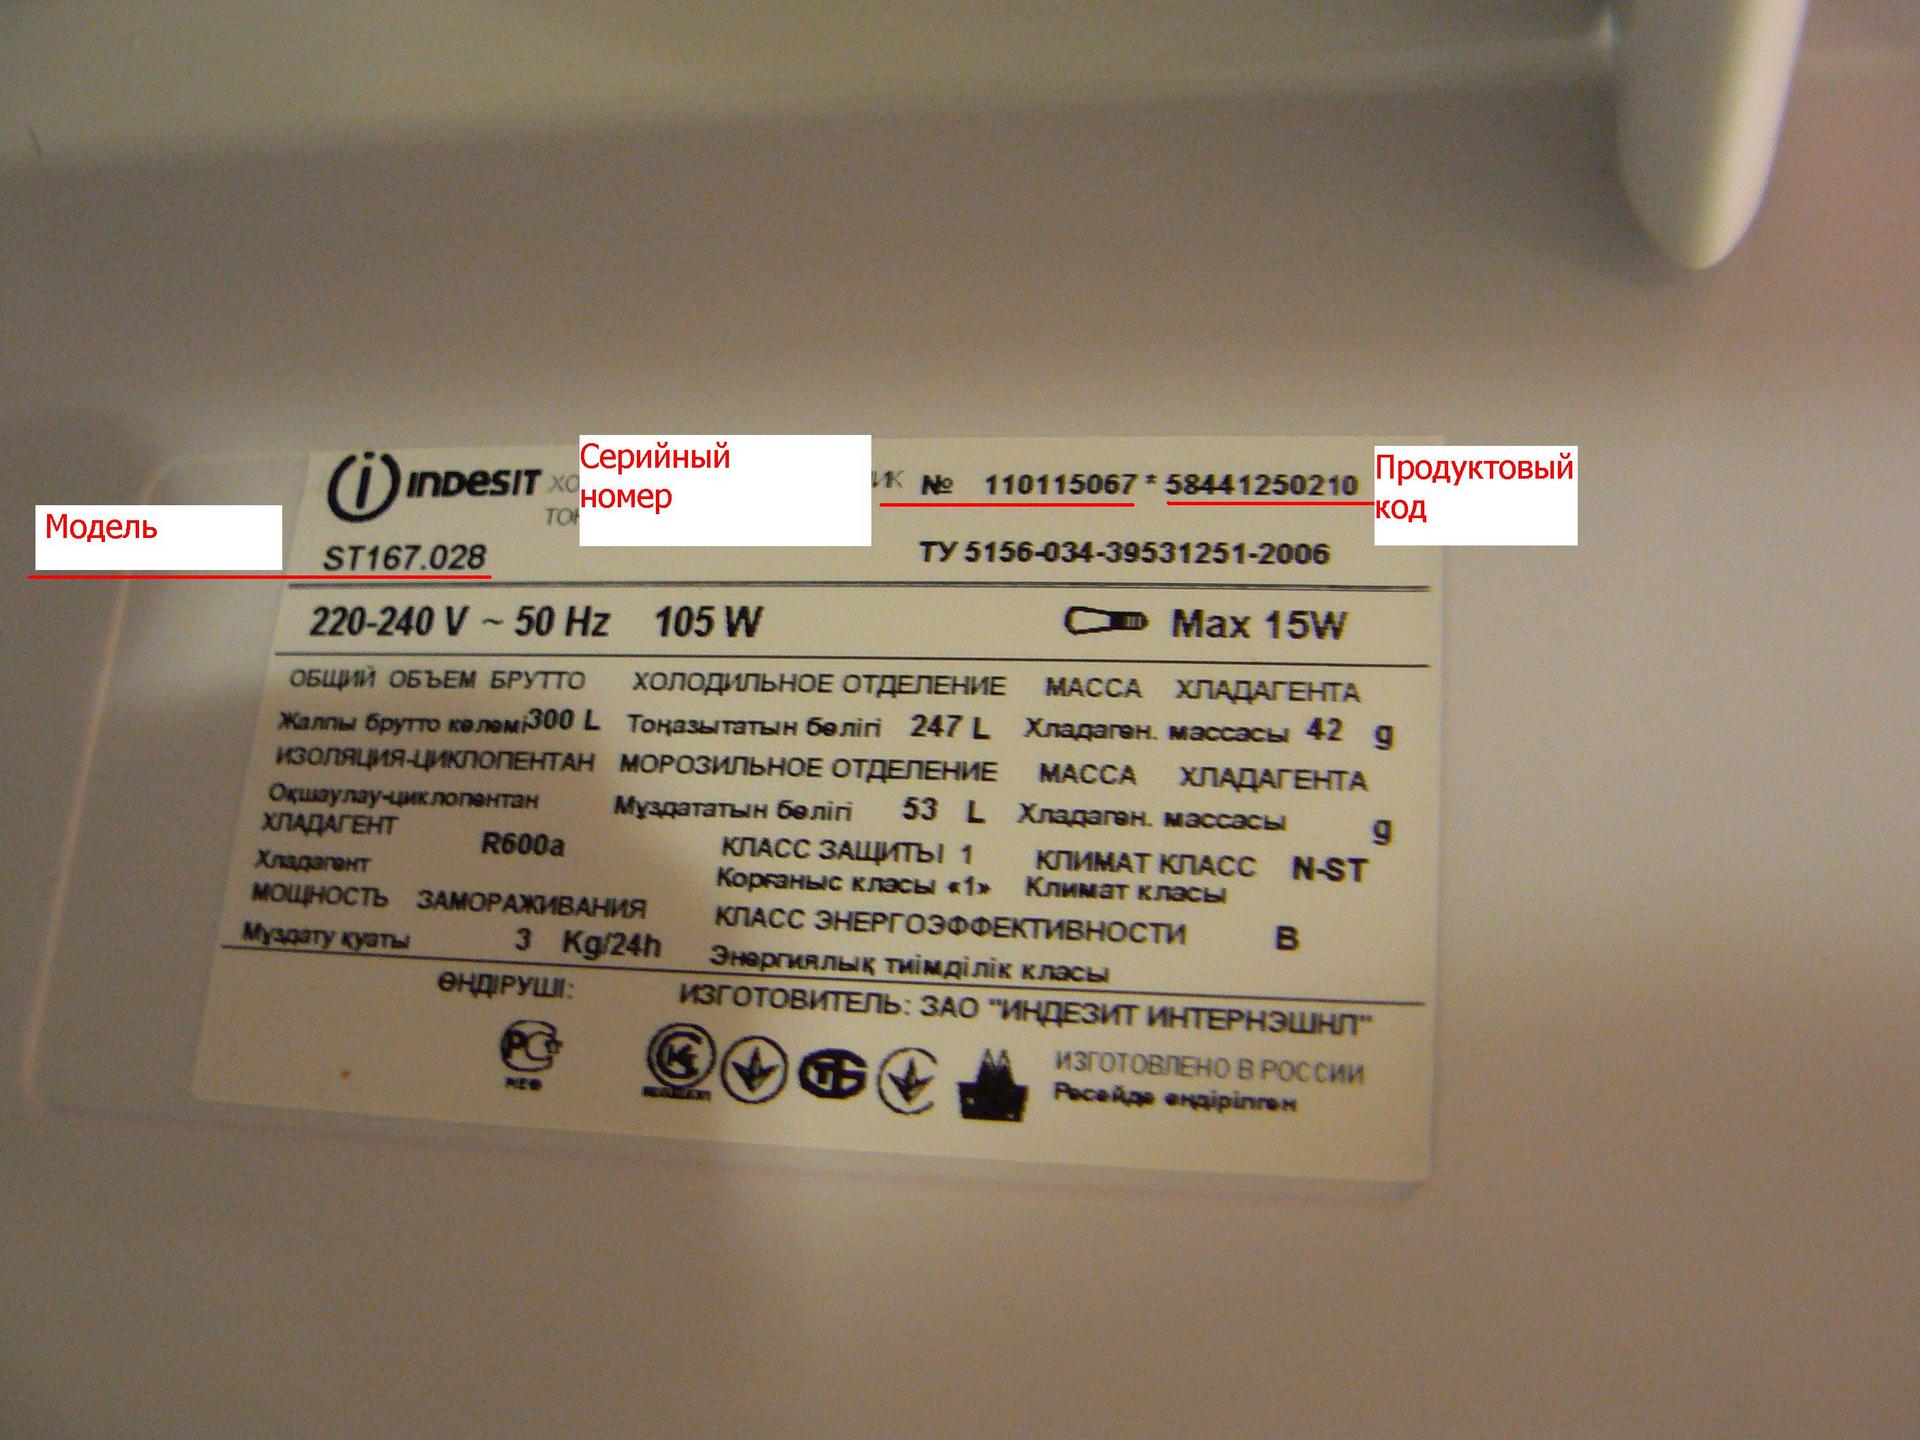 INDESIT
Серийный
номер
№ 110115067 * 58441250210
Продуктовый
код
Модель
ST167.028
ТУ 5156-034-39531251-2006
220-240 V ~ 50 Hz 105 W Max 15W
ОБЩИЙ ОБЪЕМ БРУТТО ХОЛОДИЛЬНОЕ ОТДЕЛЕНИЕ МАССА ХЛАДАГЕНТА
Жалпы брутто көлемі 300 L Тоңазытатын бөлігі 247 L Хладаген. массасы 42 g
ИЗОЛЯЦИЯ-ЦИКЛОПЕНТАН МОРОЗИЛЬНОЕ ОТДЕЛЕНИЕ МАССА ХЛАДАГЕНТА
Оқшаулау-циклопентан Мұздататын бөлігі 53 L Хладаген. массасы g
ХЛАДАГЕНТ R600a КЛАСС ЗАЩИТЫ 1 КЛИМАТ КЛАСС N-ST
Хладагент Корғаныс класы «1» Климат класы
МОЩНОСТЬ ЗАМОРАЖИВАНИЯ КЛАСС ЭНЕРГОЭФФЕКТИВНОСТИ B
Мұздату қуаты 3 Kg/24h Энергиялық тиімділік класы
ӨНДІРУШІ: ИЗГОТОВИТЕЛЬ: ЗАО "ИНДЕЗИТ ИНТЕРНЭШНЛ"
ИЗГОТОВЛЕНО В РОССИИ
Ресейде өндірілген